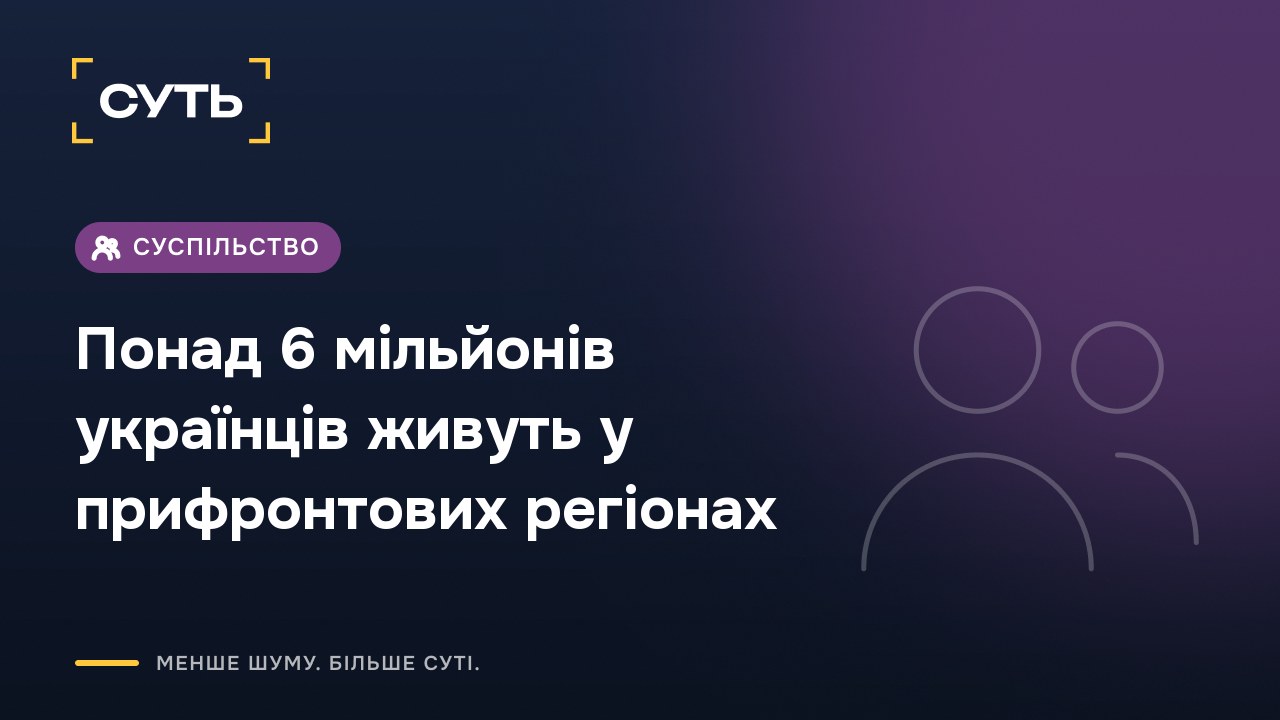 СУТЬ
СУСПІЛЬСТВО
Понад 6 мільйонів
українців живуть у
прифронтових регіонах
МЕНШЕ ШУМУ. БІЛЬШЕ СУТІ.